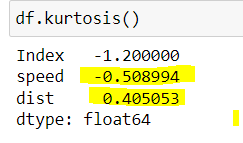 df.kurtosis()
Index   -1.200000
speed   -0.508994
dist     0.405053
dtype: float64